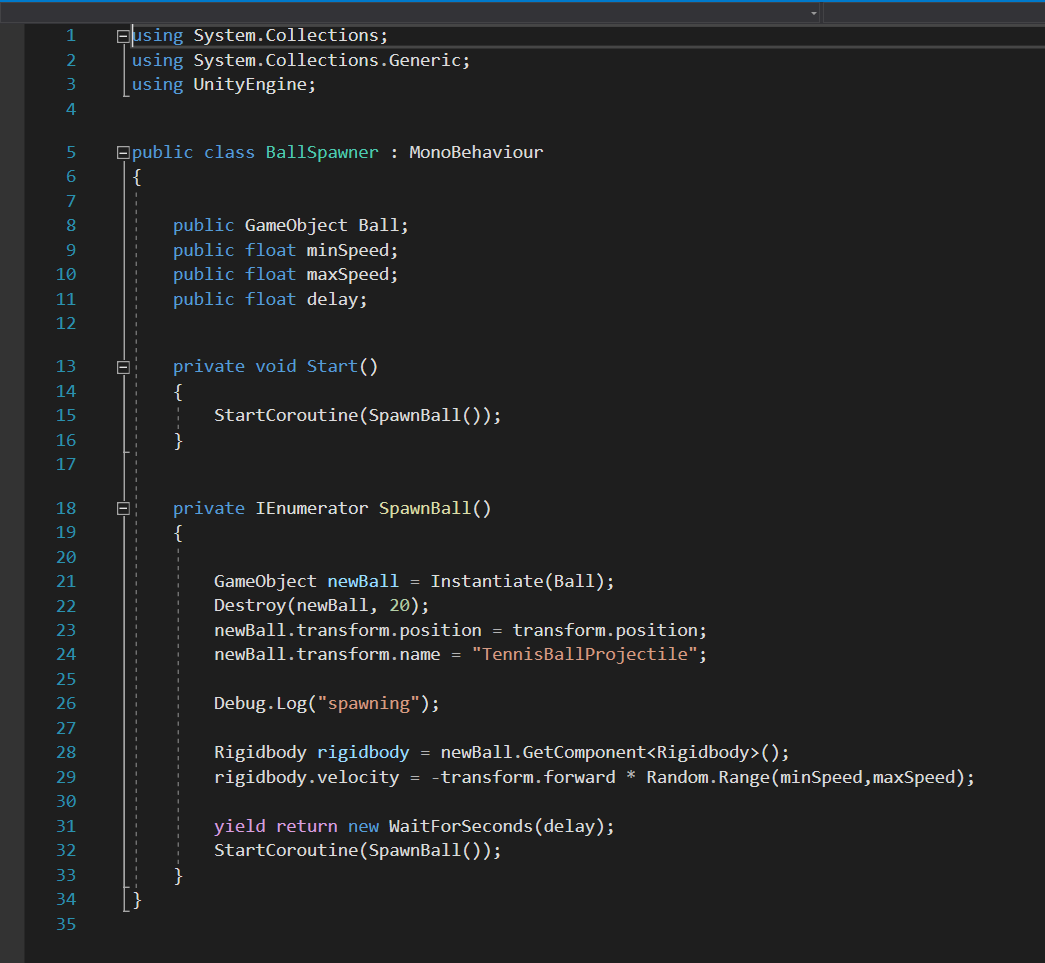 1 using System.Collections;
2 using System.Collections.Generic;
3 using UnityEngine;
4
5 public class BallSpawner : MonoBehaviour
6 {
7
8     public GameObject Ball;
9     public float minSpeed;
10     public float maxSpeed;
11     public float delay;
12
13     private void Start()
14     {
15         StartCoroutine(SpawnBall());
16     }
17
18     private IEnumerator SpawnBall()
19     {
20
21         GameObject newBall = Instantiate(Ball);
22         Destroy(newBall, 20);
23         newBall.transform.position = transform.position;
24         newBall.transform.name = "TennisBallProjectile";
25
26         Debug.Log("spawning");
27
28         Rigidbody rigidbody = newBall.GetComponent<Rigidbody>();
29         rigidbody.velocity = -transform.forward * Random.Range(minSpeed,maxSpeed);
30
31         yield return new WaitForSeconds(delay);
32         StartCoroutine(SpawnBall());
33     }
34 }
35